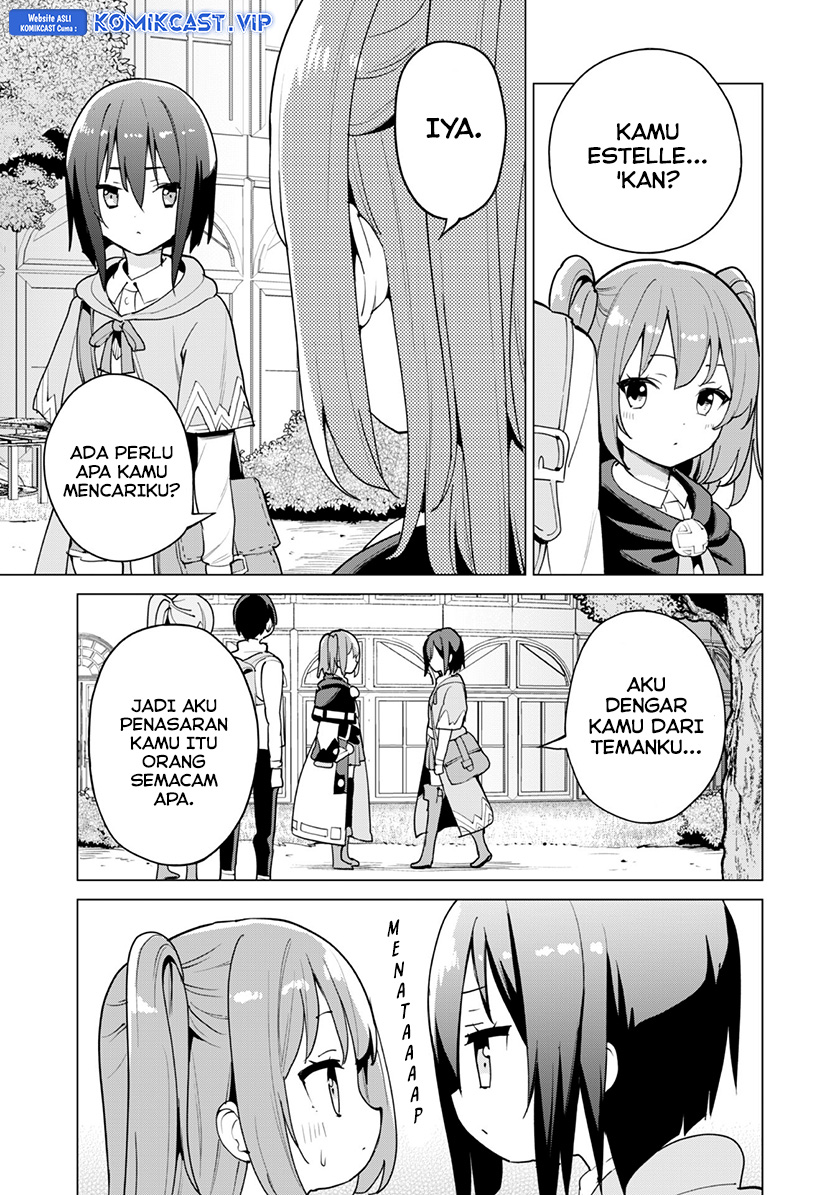 Website ASLI
KOMIKCAST Cuma :
KOMIKCAST.VIP
KAMU
ESTELLE...
'KAN?
IYA.
ADA PERLU
APA KAMU
MENCARIKU?
AKU
DENGAR
KAMU DARI
TEMANKU...
JADI AKU
PENASARAN
KAMU ITU
ORANG
SEMACAM
APA.
MENATAAAAP